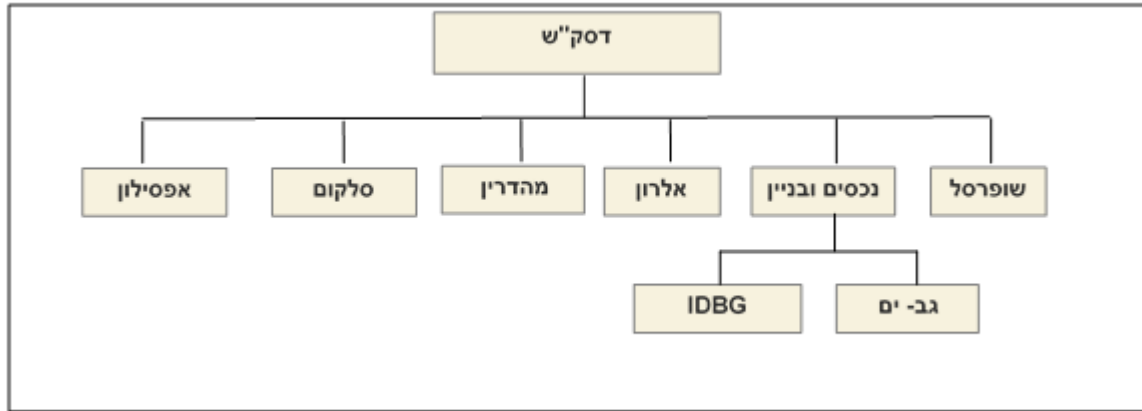 דסק''ש
שופרסל
נכסים ובניין
אלרון
מהדרין
סלקום
אפסילון
גב- ים
IDBG